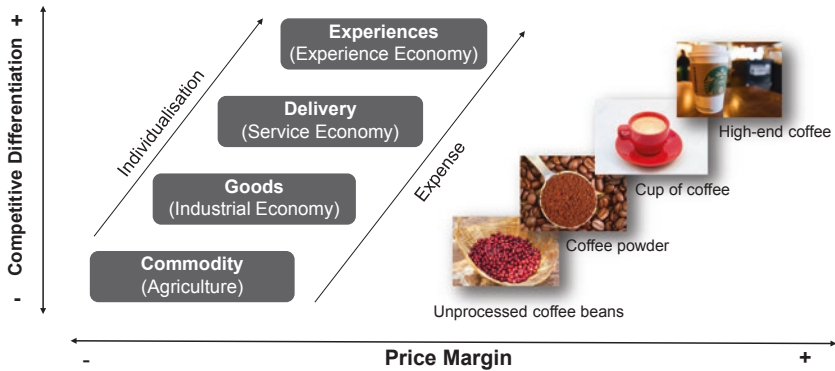 +
Competitive Differentiation
-
Individualisation
Experiences
(Experience Economy)
Delivery
(Service Economy)
Goods
(Industrial Economy)
Commodity
(Agriculture)
Expense
High-end coffee
Cup of coffee
Coffee powder
Unprocessed coffee beans
-
Price Margin
+